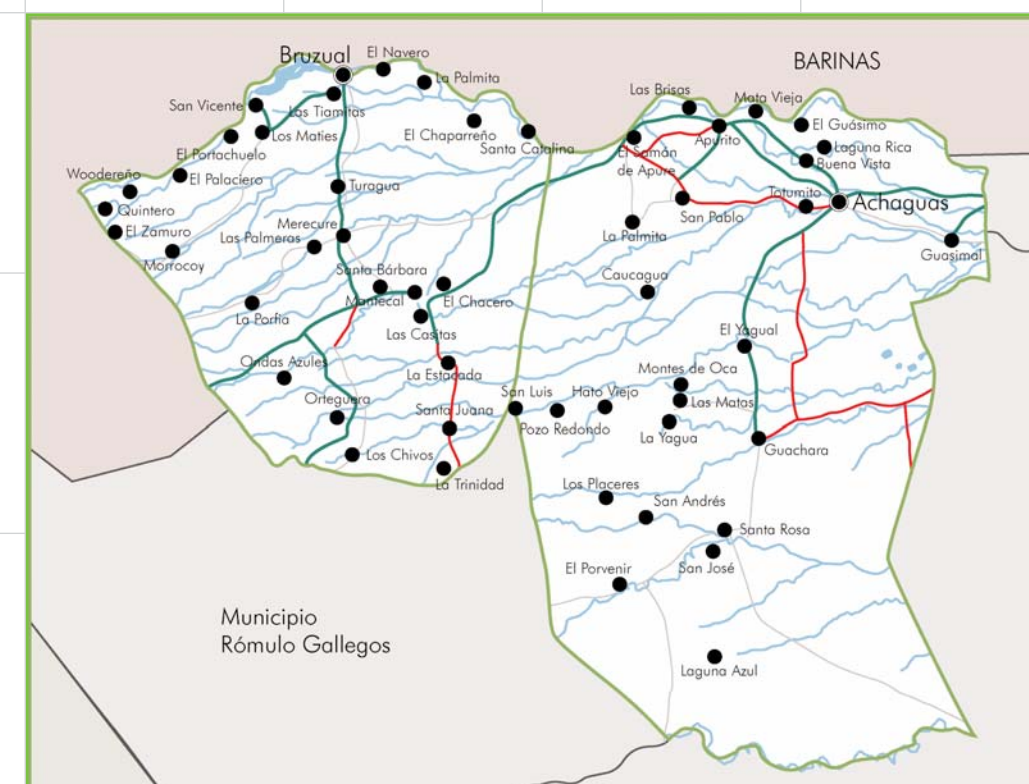 Bruzual
El Navero
BARINAS
La Palmita
Las Brisas
Mata Vieja
San Vicente
Las Tiamitas
El Guásimo
Los Maties
El Chaparreño
Santa Catalina
Apurito
Laguna Rica
El Portachuelo
El Samán
de Apure
Buena Vista
Woodereño
El Palaciero
Turagua
Totumito
Achaguas
Quintero
San Pablo
El Zamuro
Merecure
Las Palmeras
La Palmita
Morrocoy
Guasimal
Santa Bárbara
Caucagua
Mantecal
El Chacero
La Porfia
Las Casitas
El Yagual
Ondas Azules
La Estacada
Montes de Oca
San Luis
Hato Viejo
Orteguera
Las Matas
Santa Juana
Pozo Redondo
La Yagua
Guachara
Los Chivos
La Trinidad
Los Placeres
San Andrés
Santa Rosa
El Porvenir
San José
Municipio
Rómulo Gallegos
Laguna Azul